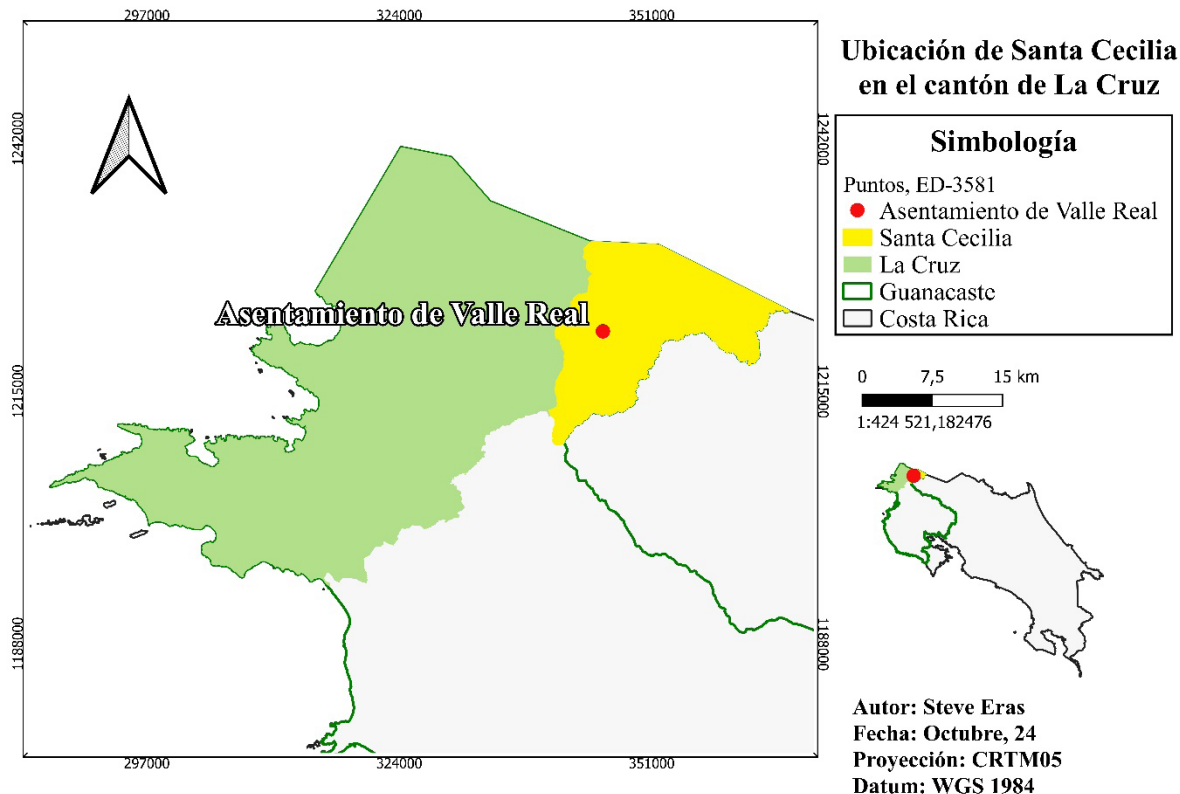 297000
324000
351000
Ubicación de Santa Cecilia
en el cantón de La Cruz
1242000
1242000
Simbología
Puntos, ED-3581
Asentamiento de Valle Real
Santa Cecilia
La Cruz
Guanacaste
Costa Rica
Asentamiento de Valle Real
1215000
1215000
0 7,5 15 km
1:424 521,182476
1188000
1188000
297000
324000
351000
Autor: Steve Eras
Fecha: Octubre, 24
Proyección: CRTM05
Datum: WGS 1984